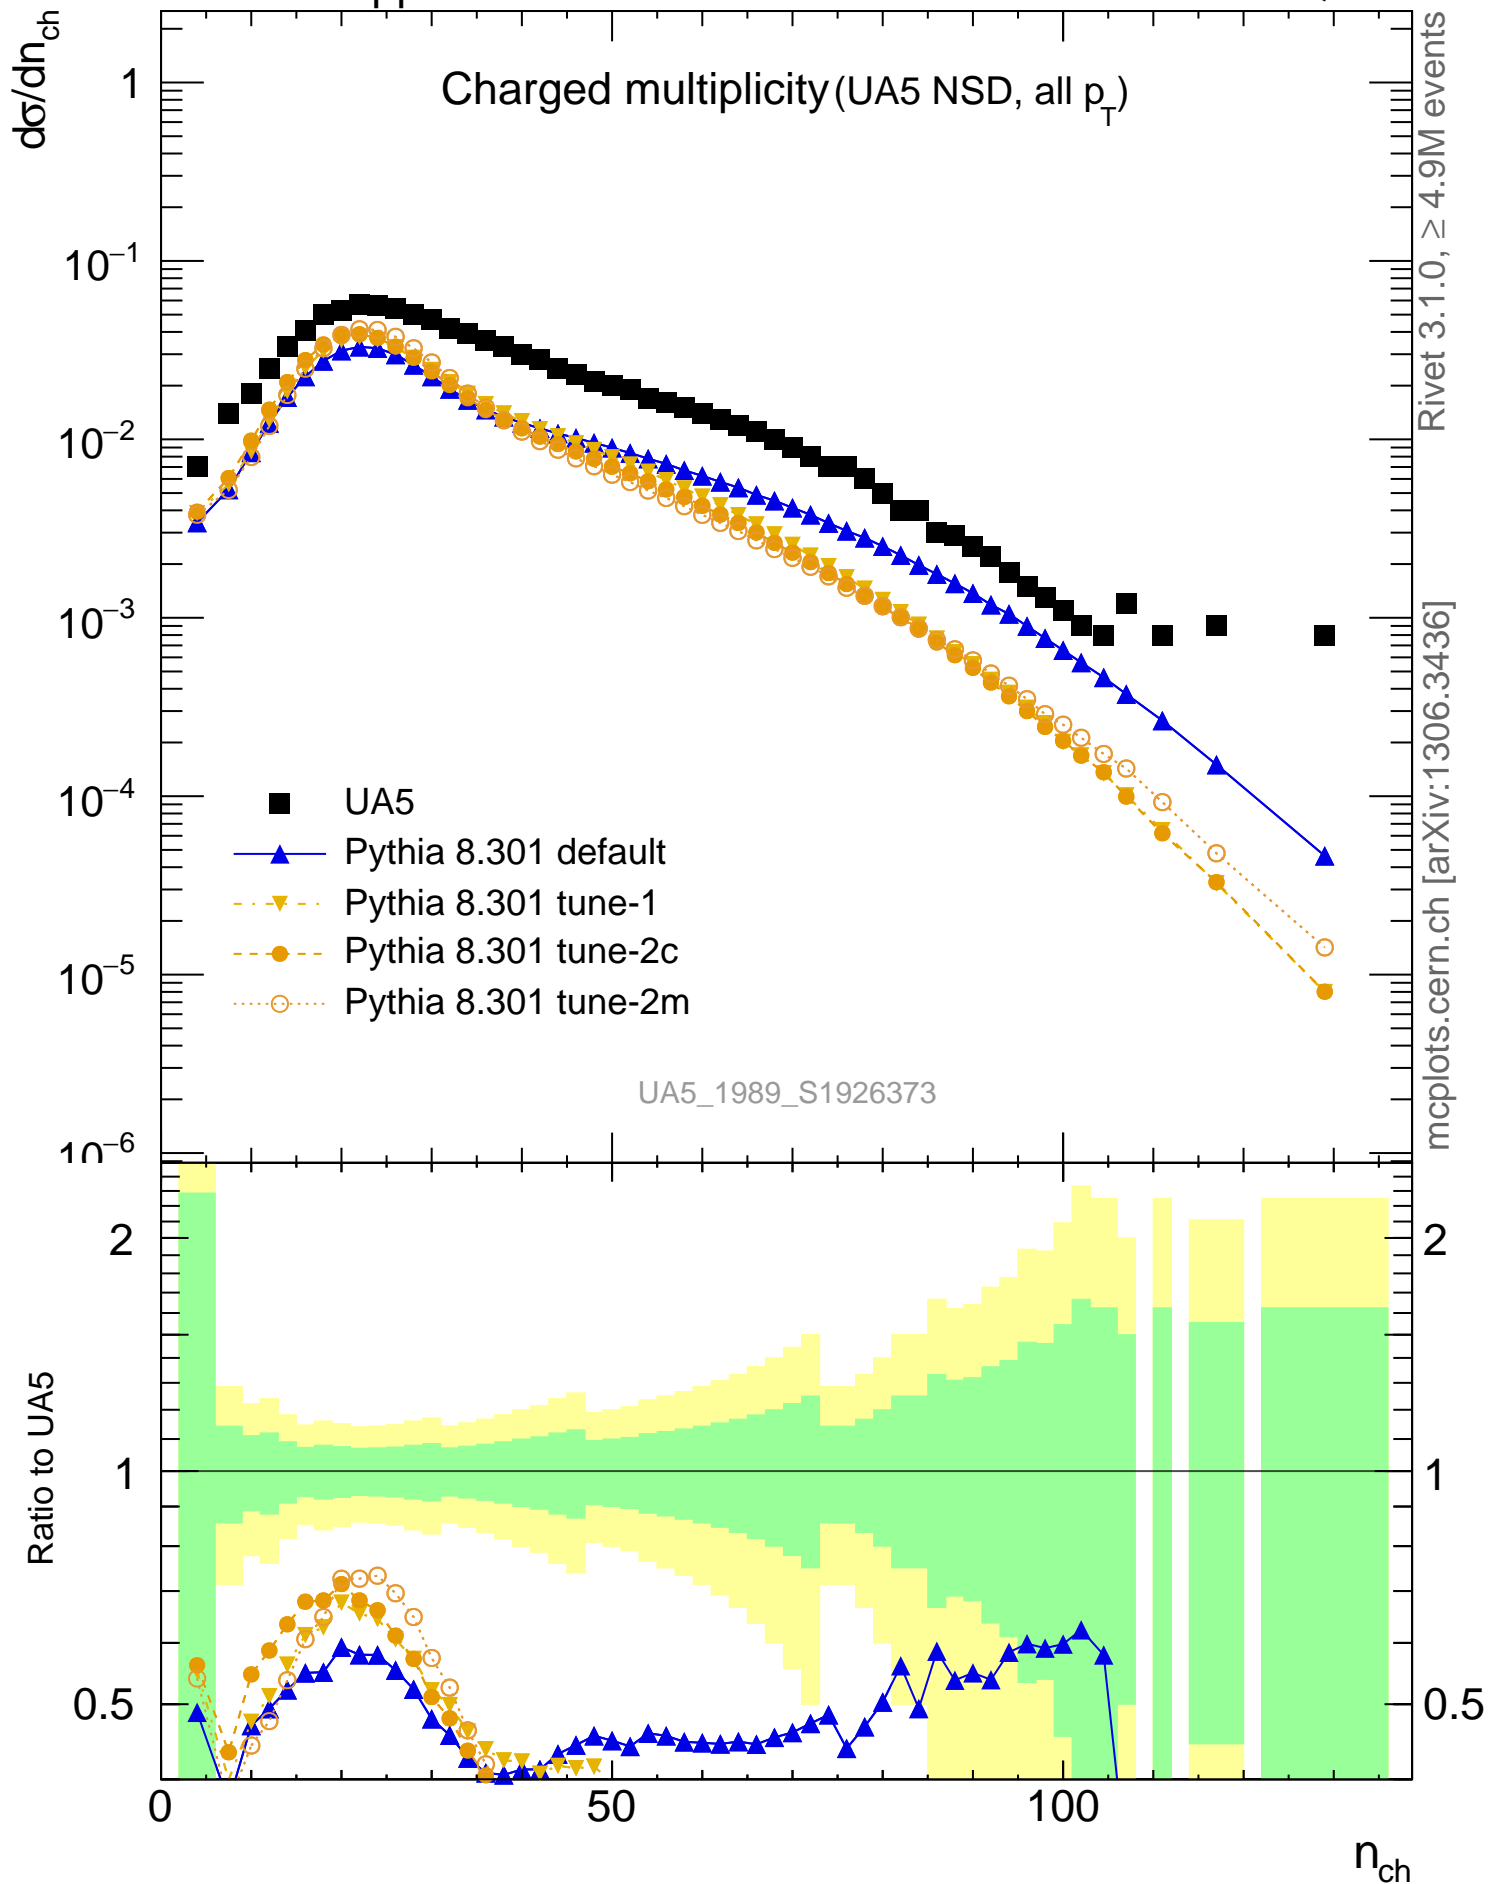 dσ/dn_ch
Charged multiplicity (UA5 NSD, all p_T)
1
10⁻¹
10⁻²
10⁻³
10⁻⁴
10⁻⁵
10⁻⁶
UA5
Pythia 8.301 default
Pythia 8.301 tune-1
Pythia 8.301 tune-2c
Pythia 8.301 tune-2m
UA5_1989_S1926373
Rivet 3.1.0, ≥ 4.9M events
mcplots.cern.ch [arXiv:1306.3436]
Ratio to UA5
2
1
0.5
2
1
0.5
0
50
100
n_ch